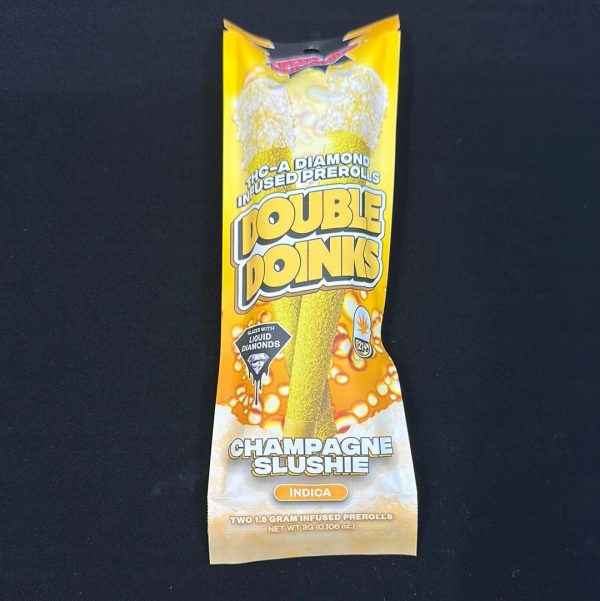 THC-A DIAMOND
INFUSED PREROLLS
DOUBLE
DOINKS
GLAZED WITH
LIQUID
DIAMONDS
21+
CHAMPAGNE
SLUSHIE
INDICA
TWO 1.5 GRAM INFUSED PREROLLS
NET WT 3G (0.106 oz.)